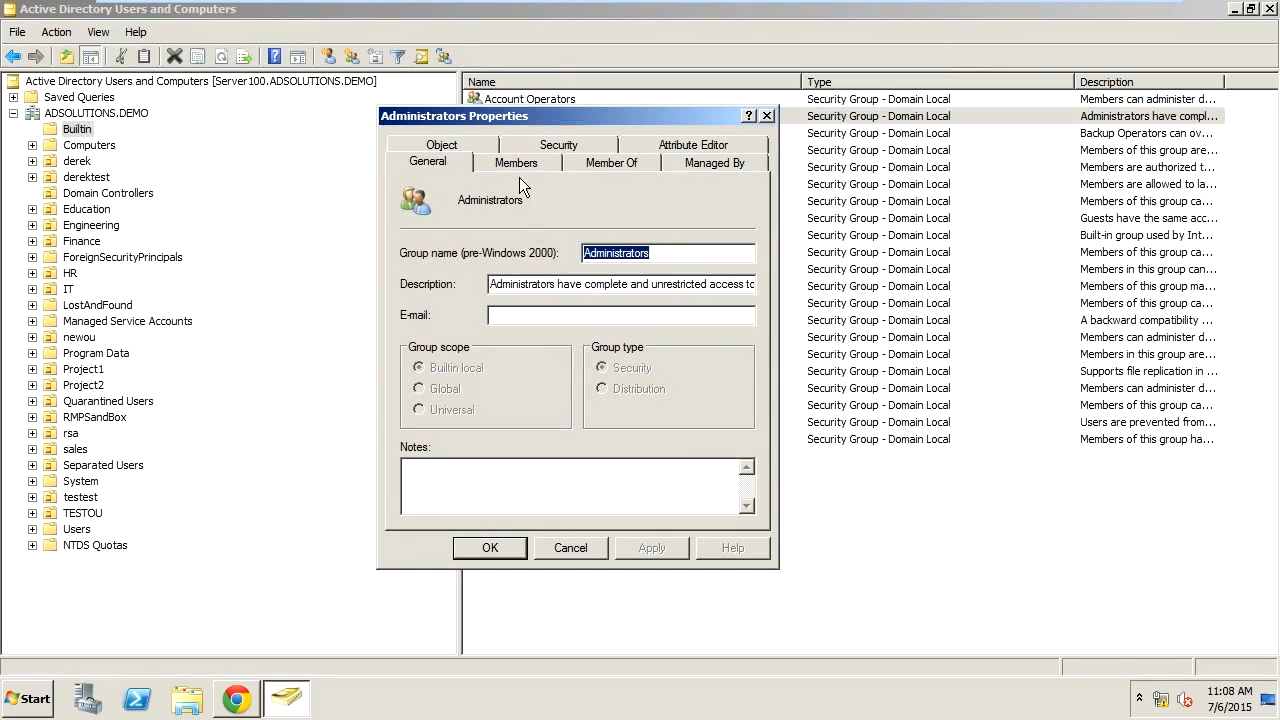 Active Directory Users and Computers
File Action View Help
Active Directory Users and Computers [Server100.ADSOLUTIONS.DEMO]
Saved Queries
ADSOLUTIONS.DEMO
Builtin
Computers
derek
derektest
Domain Controllers
Education
Engineering
Finance
ForeignSecurityPrincipals
HR
IT
LostAndFound
Managed Service Accounts
newou
Program Data
Project1
Project2
Quarantined Users
RMPSandBox
rsa
sales
Separated Users
System
testest
TESTOU
Users
NTDS Quotas
Name Type Description
Account Operators Security Group - Domain Local Members can administer d...
Security Group - Domain Local Administrators have compl...
Security Group - Domain Local Backup Operators can ov...
Security Group - Domain Local Members of this group are...
Security Group - Domain Local Members are authorized t...
Security Group - Domain Local Members are allowed to la...
Security Group - Domain Local Members of this group ca...
Security Group - Domain Local Guests have the same acc...
Security Group - Domain Local Built-in group used by Int...
Security Group - Domain Local Members of this group ca...
Security Group - Domain Local Members in this group can...
Security Group - Domain Local Members of this group ma...
Security Group - Domain Local Members of this group ca...
Security Group - Domain Local A backward compatibility ...
Security Group - Domain Local Members can administer d...
Security Group - Domain Local Members in this group are...
Security Group - Domain Local Supports file replication in ...
Security Group - Domain Local Members can administer d...
Security Group - Domain Local Members of this group ca...
Security Group - Domain Local Users are prevented from...
Security Group - Domain Local Members of this group ha...
Administrators Properties
Object Security Attribute Editor
General Members Member Of Managed By
Administrators
Group name (pre-Windows 2000): Administrators
Description: Administrators have complete and unrestricted access to
E-mail:
Group scope Group type
Builtin local Security
Global Distribution
Universal
Notes:
OK Cancel Apply Help
Start
11:08 AM
7/6/2015